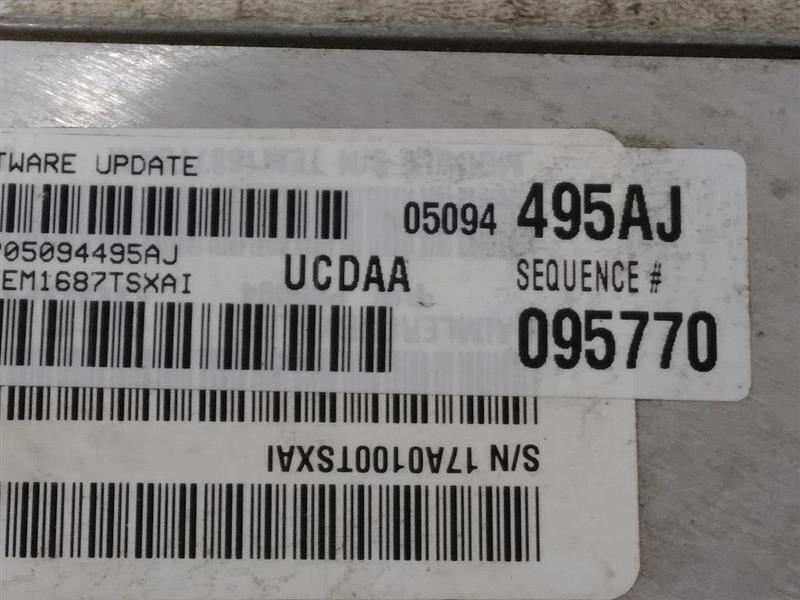 TWARE UPDATE
05094 495AJ
P05094495AJ
EM1687TSXAI
UCDAA
SEQUENCE #
095770
S/N 17A0100TSXAI